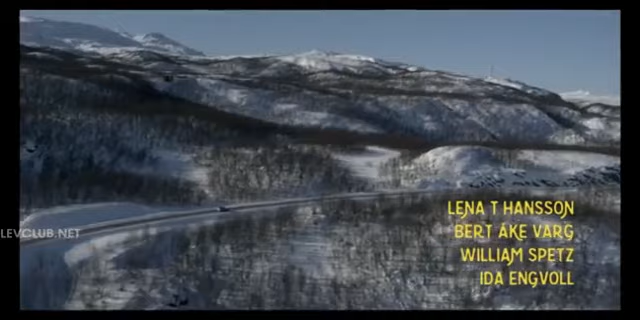 LENA T HANSSON
BERT ÅKE VARG
LEVCLUB.NET
WILLIAM SPETZ
IDA ENGVOLL